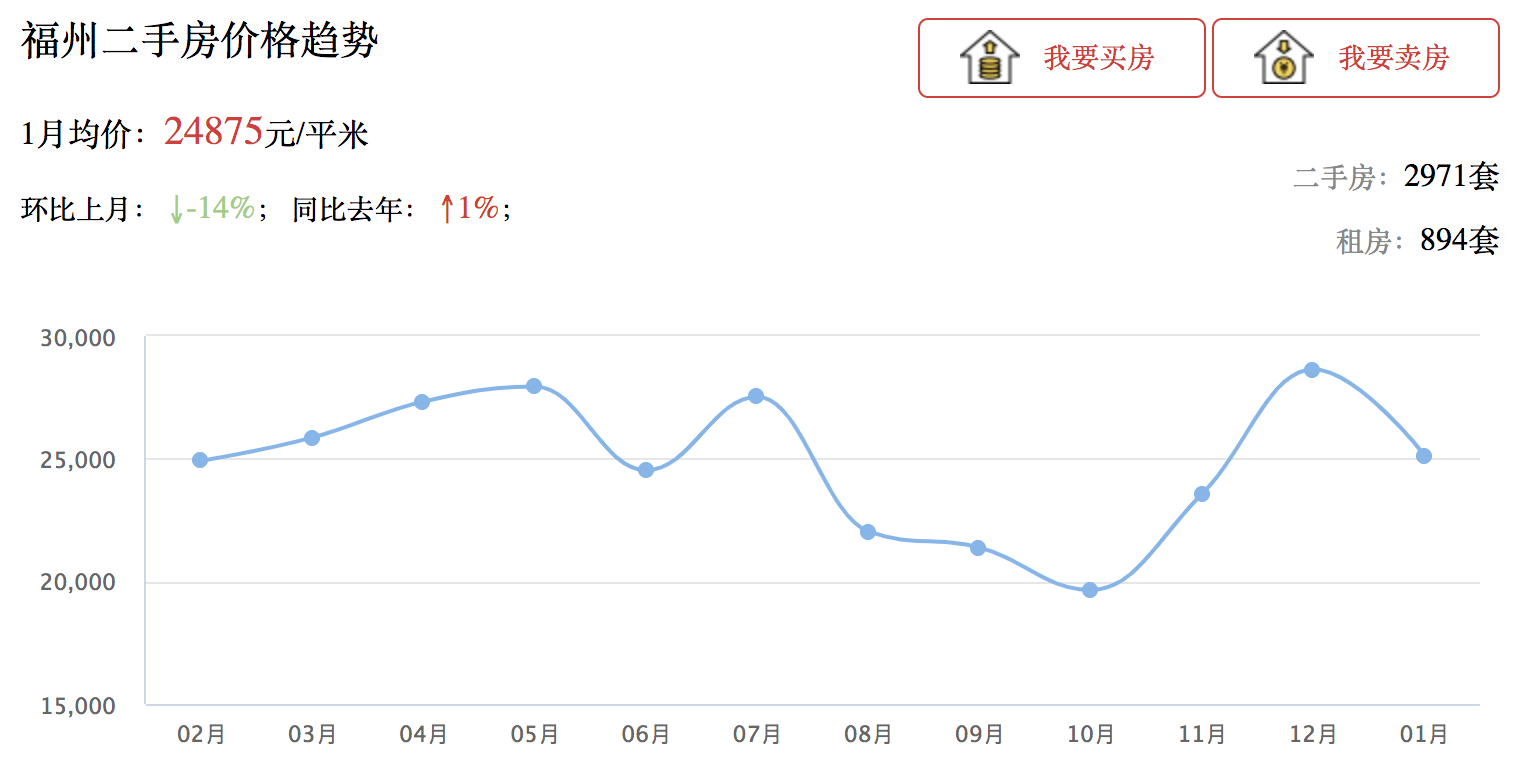 福州二手房价格趋势
我要买房
我要卖房
1月均价：24875元/平米
环比上月：↓-14%； 同比去年：↑1%；
二手房：2971套
租房：894套
30,000
25,000
20,000
15,000
02月 03月 04月 05月 06月 07月 08月 09月 10月 11月 12月 01月